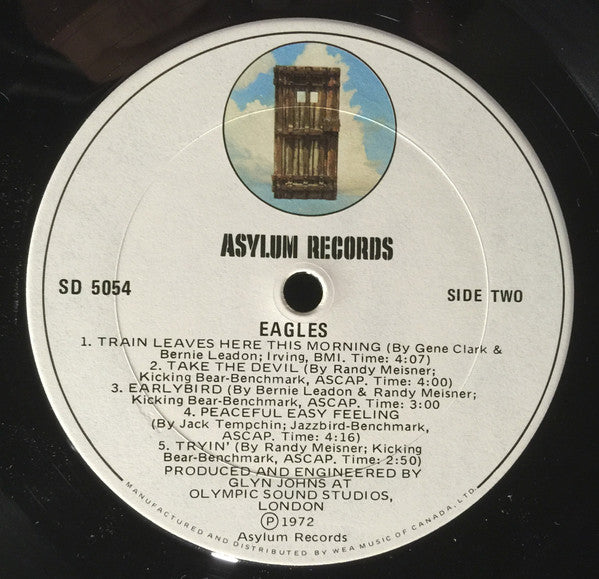 ASYLUM RECORDS
SD 5054
SIDE TWO
EAGLES
1. TRAIN LEAVES HERE THIS MORNING (By Gene Clark &
Bernie Leadon; Irving, BMI. Time: 4:07)
2. TAKE THE DEVIL (By Randy Meisner;
Kicking Bear-Benchmark, ASCAP. Time: 4:00)
3. EARLYBIRD (By Bernie Leadon & Randy Meisner;
Kicking Bear-Benchmark, ASCAP. Time: 3:00
4. PEACEFUL EASY FEELING
(By Jack Tempchin; Jazzbird-Benchmark,
ASCAP. Time: 4:16)
5. TRYIN' (By Randy Meisner; Kicking
Bear-Benchmark, ASCAP. Time: 2:50)
PRODUCED AND ENGINEERED BY
GLYN JOHNS AT
OLYMPIC SOUND STUDIOS,
LONDON
Ⓟ 1972
Asylum Records
MANUFACTURED AND DISTRIBUTED BY WEA MUSIC OF CANADA, LTD.